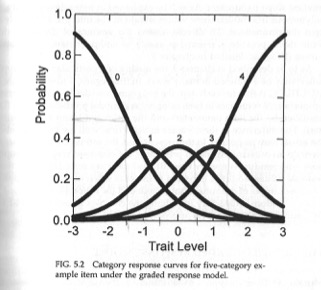 1.0
0.8
0.6
0.4
0.2
0.0
Probability
0
1
2
3
4
-3 -2 -1 0 1 2 3
Trait Level
FIG. 5.2 Category response curves for five-category ex-
ample item under the graded response model.